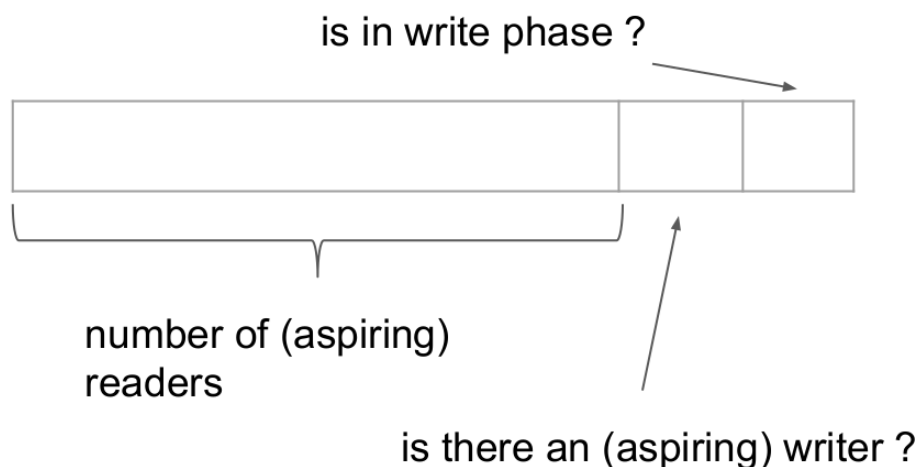 is in write phase ?
number of (aspiring)
readers
is there an (aspiring) writer ?